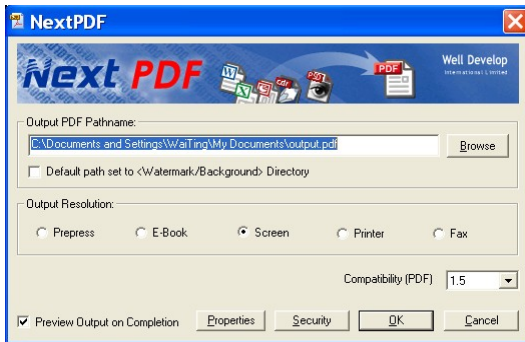 NextPDF
Next PDF
PDF
Well Develop
International Limited
Output PDF Pathname:
C:\Documents and Settings\WaiTing\My Documents\output.pdf
Browse
Default path set to <Watermark/Background> Directory
Output Resolution:
Prepress E-Book Screen Printer Fax
Compatibility (PDF) 1.5
Preview Output on Completion Properties Security OK Cancel